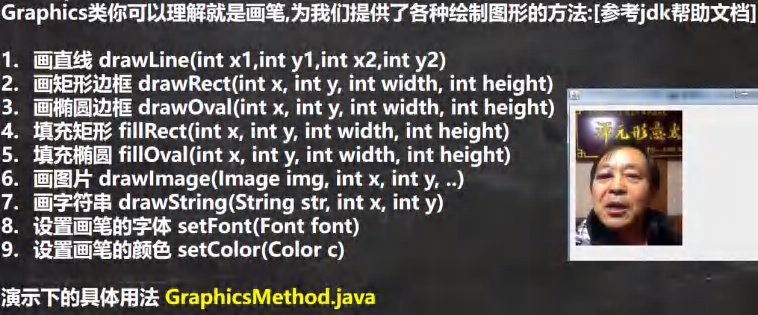 Graphics类你可以理解就是画笔,为我们提供了各种绘制图形的方法:[参考jdk帮助文档]
1. 画直线 drawLine(int x1,int y1,int x2,int y2)
2. 画矩形边框 drawRect(int x, int y, int width, int height)
3. 画椭圆边框 drawOval(int x, int y, int width, int height)
4. 填充矩形 fillRect(int x, int y, int width, int height)
5. 填充椭圆 fillOval(int x, int y, int width, int height)
6. 画图片 drawImage(Image img, int x, int y, ..)
7. 画字符串 drawString(String str, int x, int y)
8. 设置画笔的字体 setFont(Font font)
9. 设置画笔的颜色 setColor(Color c)
演示下的具体用法 GraphicsMethod.java